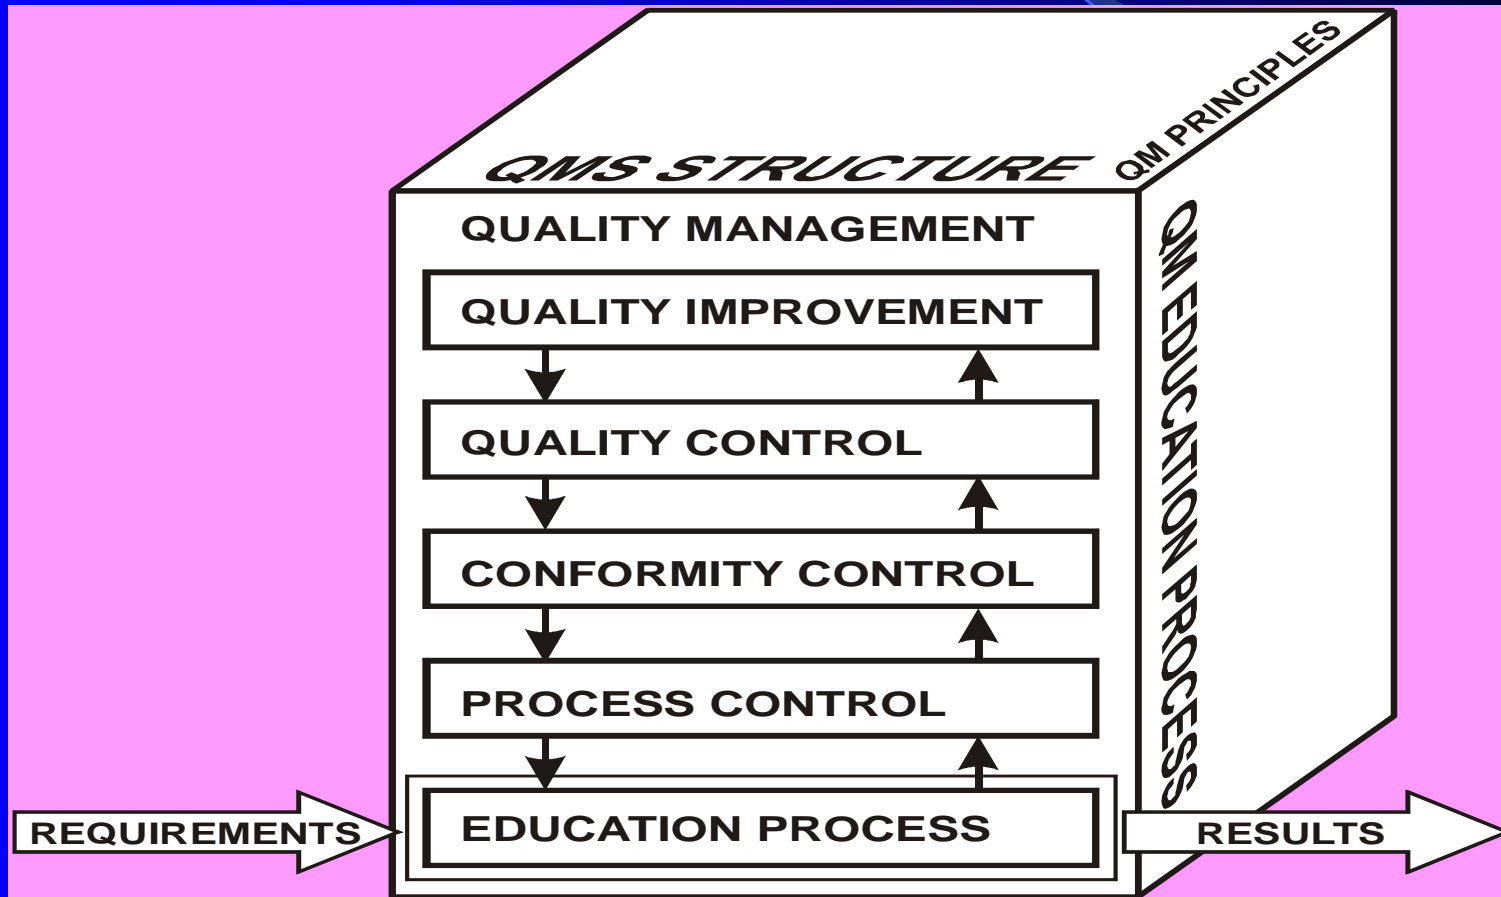 QM PRINCIPLES
QMS STRUCTURE
QUALITY MANAGEMENT
QUALITY IMPROVEMENT
QUALITY CONTROL
CONFORMITY CONTROL
PROCESS CONTROL
EDUCATION PROCESS
QM EDUCATION PROCESS
REQUIREMENTS
RESULTS